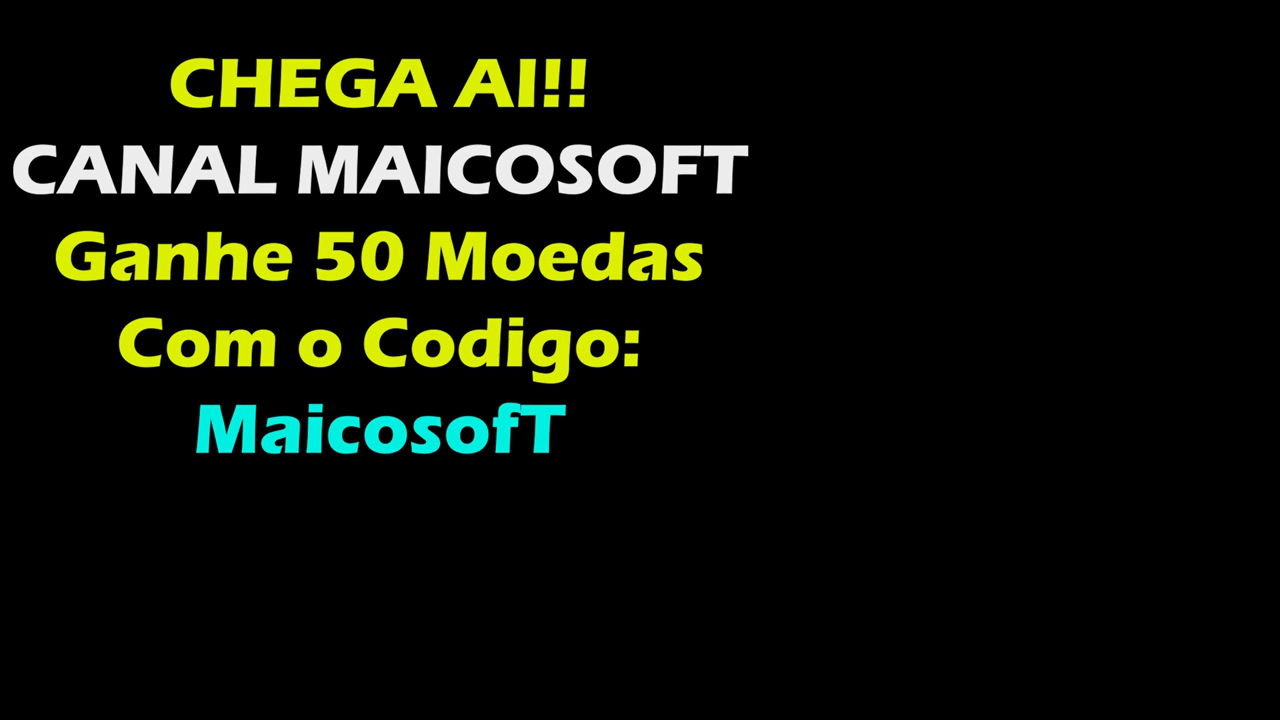 CHEGA AI!!
CANAL MAICOSOFT
Ganhe 50 Moedas
Com o Codigo:
MaicosofT